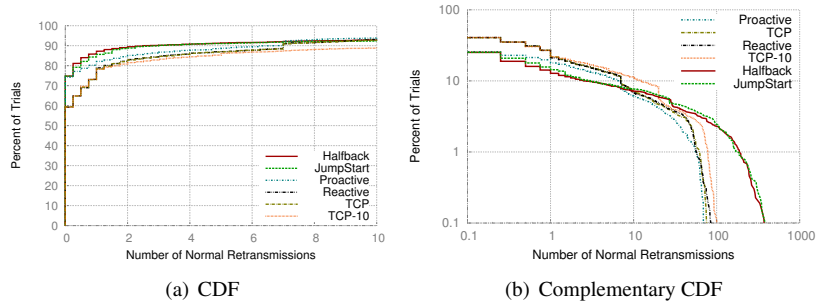 100
90
80
70
60
50
40
30
20
10
0
Percent of Trials
0 2 4 6 8 10
Number of Normal Retransmissions
Halfback
JumpStart
Proactive
Reactive
TCP
TCP-10
(a) CDF
100
10
1
0.1
Percent of Trials
0.1 1 10 100 1000
Number of Normal Retransmissions
Proactive
TCP
Reactive
TCP-10
Halfback
JumpStart
(b) Complementary CDF